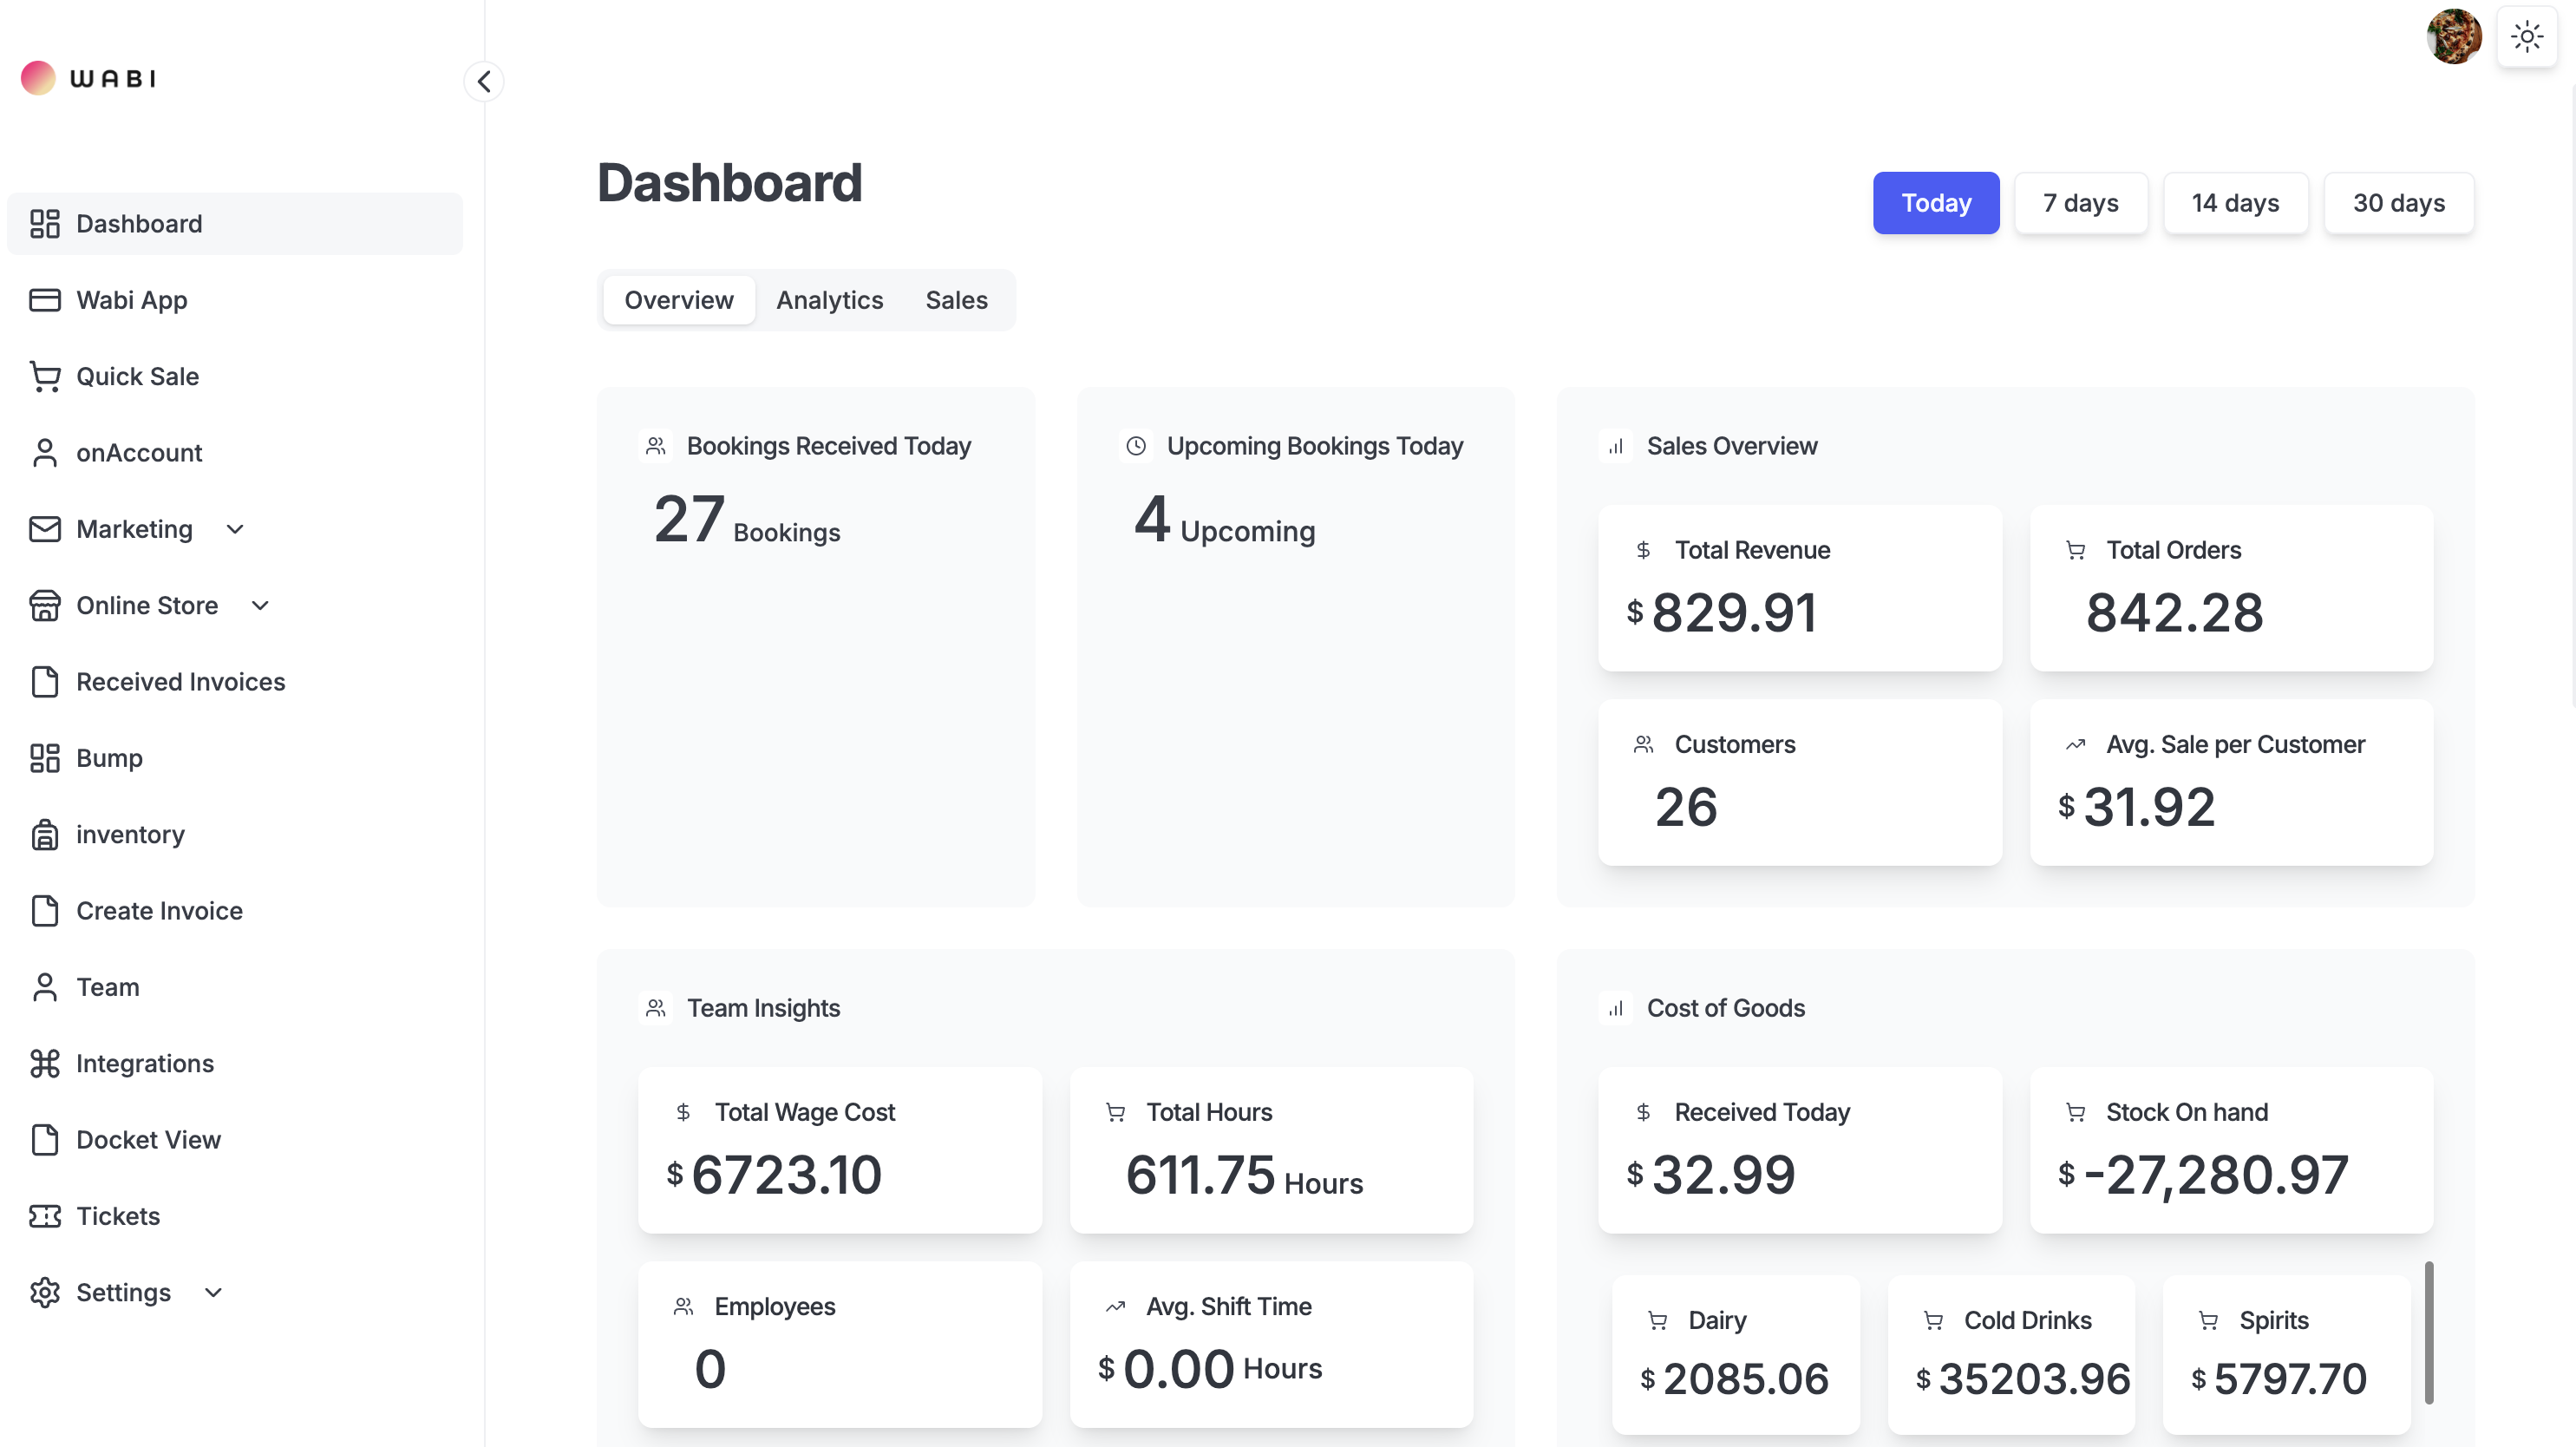 WABI
Dashboard
Wabi App
Quick Sale
onAccount
Marketing
Online Store
Received Invoices
Bump
inventory
Create Invoice
Team
Integrations
Docket View
Tickets
Settings
Dashboard
Today 7 days 14 days 30 days
Overview Analytics Sales
Bookings Received Today
27 Bookings
Upcoming Bookings Today
4 Upcoming
Sales Overview
Total Revenue
$ 829.91
Total Orders
842.28
Customers
26
Avg. Sale per Customer
$ 31.92
Team Insights
Total Wage Cost
$ 6723.10
Total Hours
611.75 Hours
Employees
0
Avg. Shift Time
$ 0.00 Hours
Cost of Goods
Received Today
$ 32.99
Stock On hand
$ -27,280.97
Dairy
$ 2085.06
Cold Drinks
$ 35203.96
Spirits
$ 5797.70